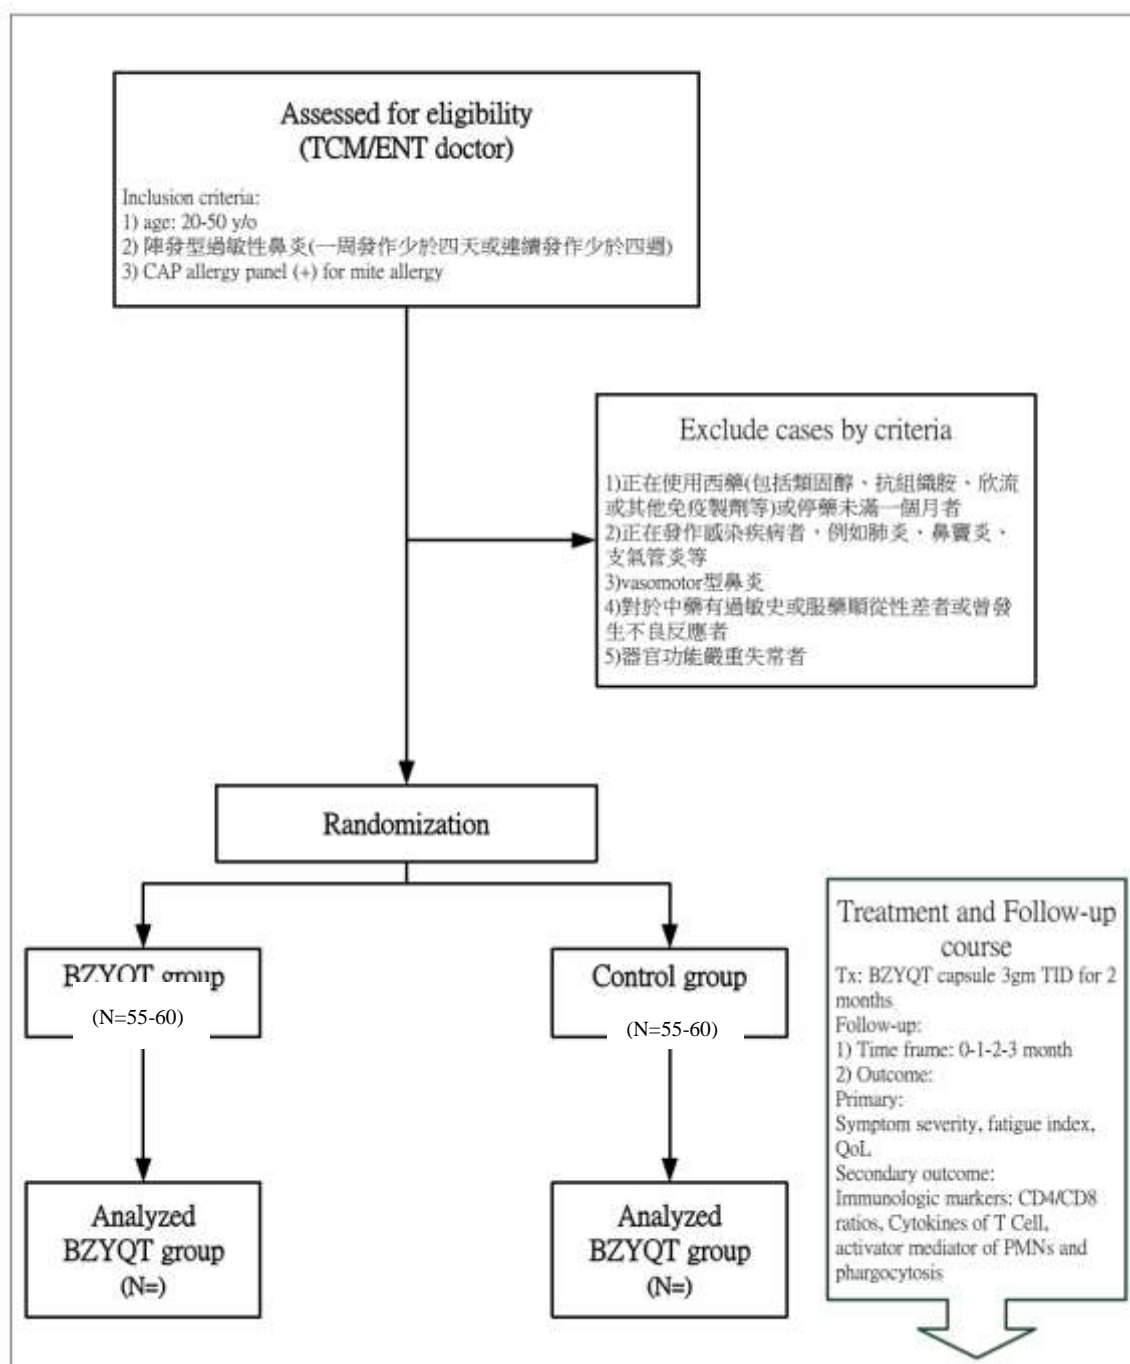 Assessed for eligibility
(TCM/ENT doctor)
Inclusion criteria:
1) age: 20-50 y/o
2) 陣發型過敏性鼻炎(一周發作少於四天或連續發作少於四週)
3) CAP allergy panel (+) for mite allergy
Exclude cases by criteria
1)正在使用西藥(包括類固醇、抗組織胺、欣流
或其他免疫製劑等)或停藥未滿一個月者
2)正在發作感染疾病者，例如肺炎、鼻竇炎、
支氣管炎等
3)vasomotor型鼻炎
4)對於中藥有過敏史或服藥順從性差者或曾發
生不良反應者
5)器官功能嚴重失常者
Randomization
BZYQT group
(N=55-60)
Control group
(N=55-60)
Analyzed
BZYQT group
(N=)
Analyzed
BZYQT group
(N=)
Treatment and Follow-up
course
Tx: BZYQT capsule 3gm TID for 2
months
Follow-up:
1) Time frame: 0-1-2-3 month
2) Outcome:
Primary:
Symptom severity, fatigue index,
QoL
Secondary outcome:
Immunologic markers: CD4/CD8
ratios, Cytokines of T Cell,
activator mediator of PMNs and
phargocytosis